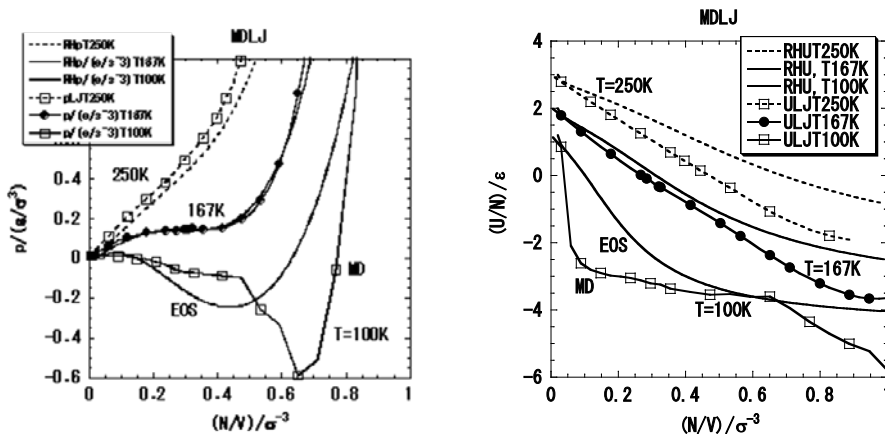 MDLJ
RHpT250K
RHp/(e/s^3)T167K
RHp/(e/s^3)T100K
pLJT250K
p/(e/s^3)T167K
p/(e/s^3)T100K
250K
167K
EOS
MD
T=100K
0.4
0.2
0
-0.2
-0.4
-0.6
0
0.2
0.4
0.6
0.8
1
p/(ε/σ³)
(N/V)/σ⁻³
MDLJ
RHUT250K
RHU, T167K
RHU, T100K
ULJT250K
ULJT167K
ULJT100K
T=250K
EOS
MD
T=167K
T=100K
4
2
0
-2
-4
-6
0
0.2
0.4
0.6
0.8
(U/N)/ε
(N/V)/σ⁻³